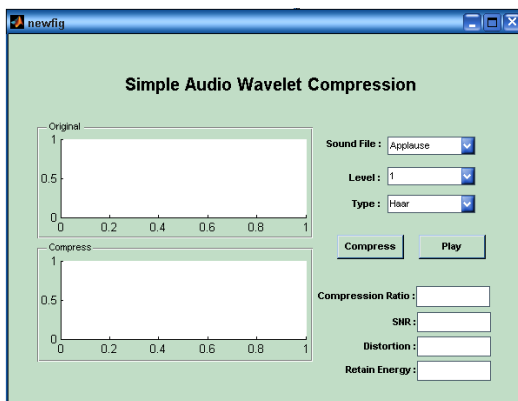 newfig
Simple Audio Wavelet Compression
Original
1
0.5
0
0 0.2 0.4 0.6 0.8 1
Compress
1
0.5
0
0 0.2 0.4 0.6 0.8 1
Sound File : Applause
Level : 1
Type : Haar
Compress Play
Compression Ratio :
SNR :
Distortion :
Retain Energy :